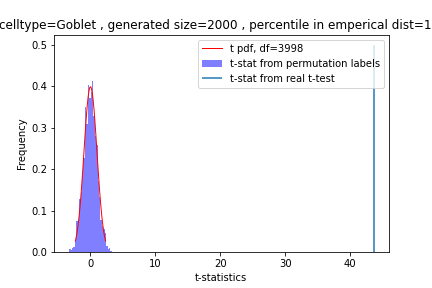 celltype=Goblet , generated size=2000 , percentile in emperical dist=1
t pdf, df=3998
t-stat from permutation labels
t-stat from real t-test
Frequency
0.5
0.4
0.3
0.2
0.1
0.0
0 10 20 30 40
t-statistics